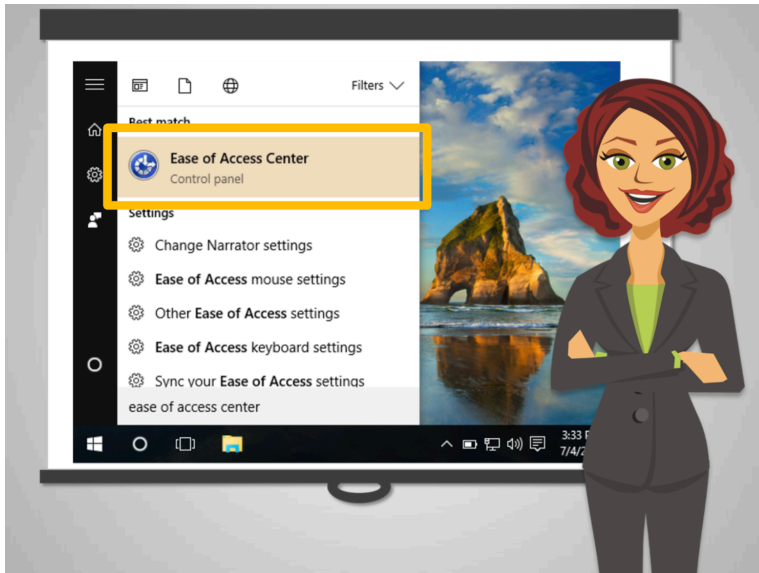 Filters
Best match
Ease of Access Center
Control panel
Settings
Change Narrator settings
Ease of Access mouse settings
Other Ease of Access settings
Ease of Access keyboard settings
Sync your Ease of Access settings
ease of access center
3:33
7/4/2